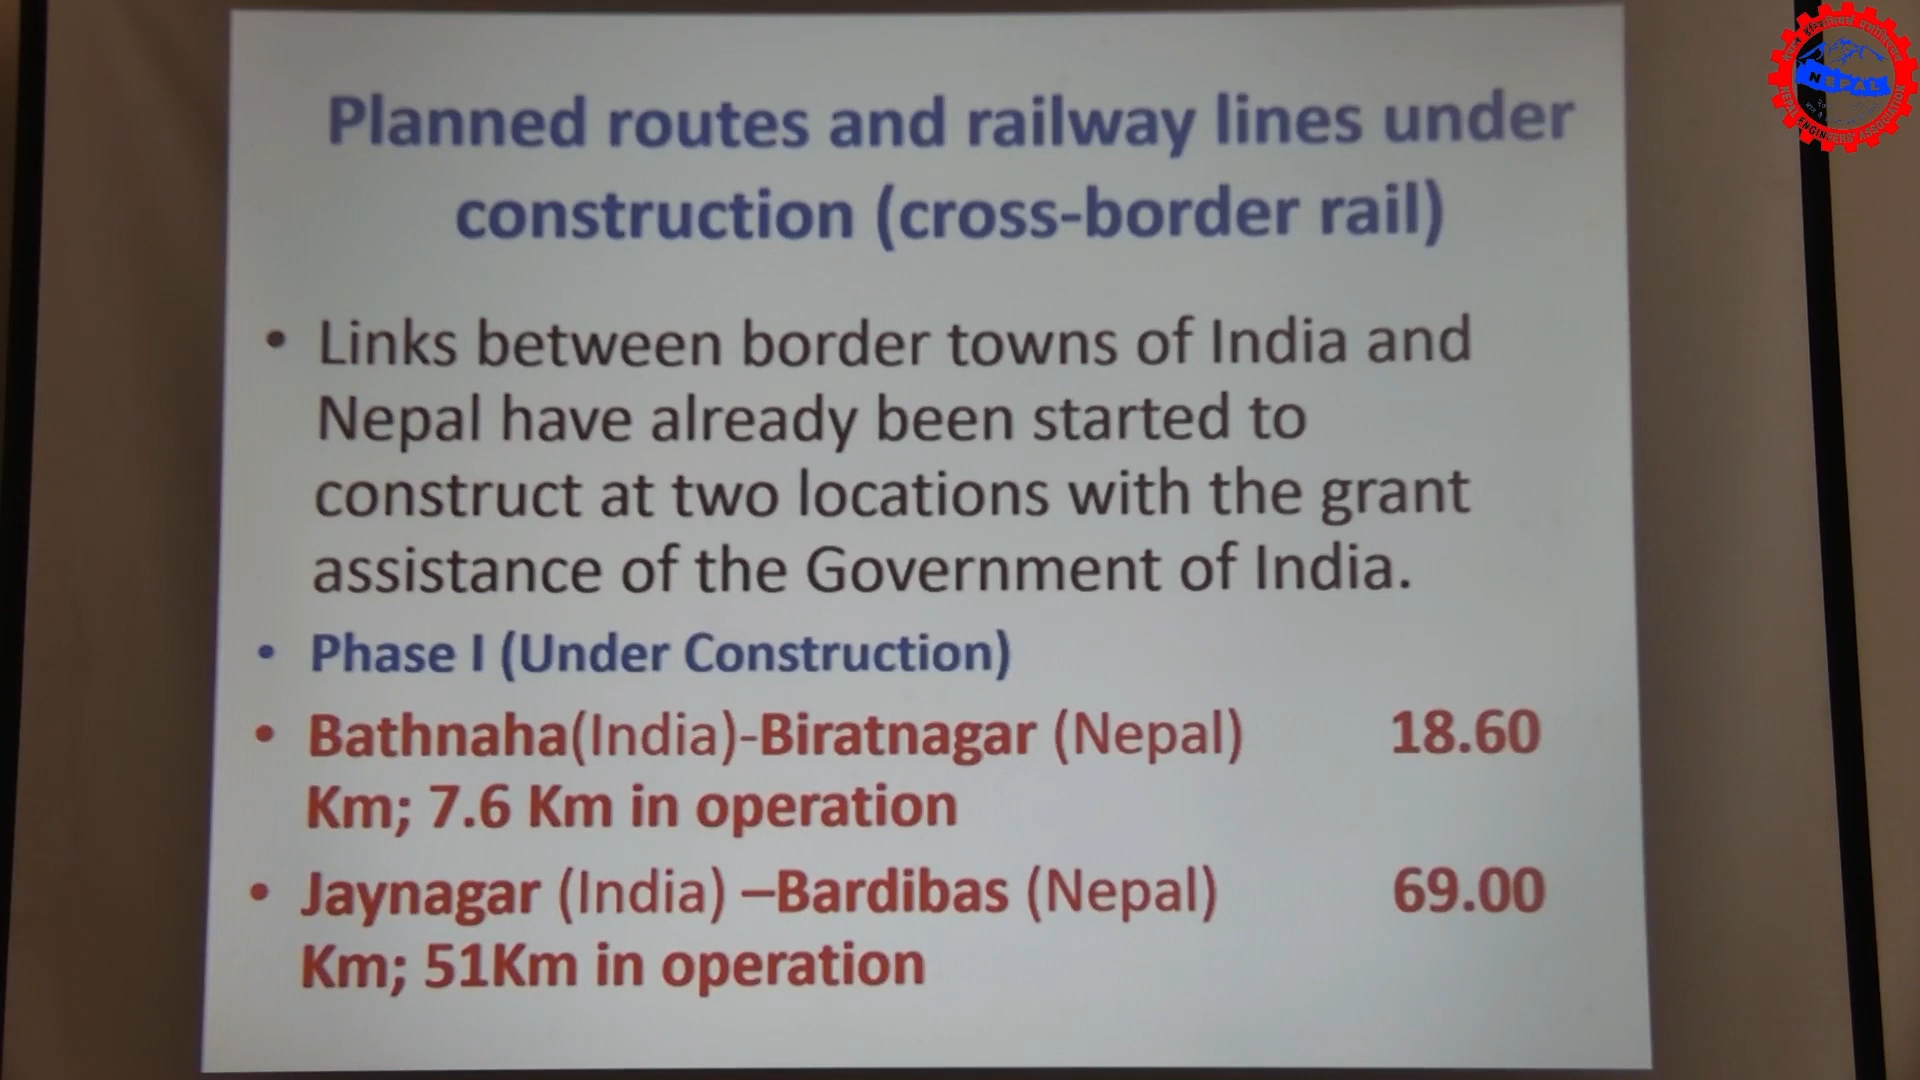 Planned routes and railway lines under
construction (cross-border rail)
• Links between border towns of India and
Nepal have already been started to
construct at two locations with the grant
assistance of the Government of India.
• Phase I (Under Construction)
• Bathnaha(India)-Biratnagar (Nepal) 18.60
Km; 7.6 Km in operation
• Jaynagar (India) –Bardibas (Nepal) 69.00
Km; 51Km in operation
NEPAL ENGINEERS' ASSOCIATION